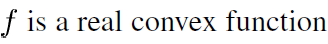 f is a real convex function